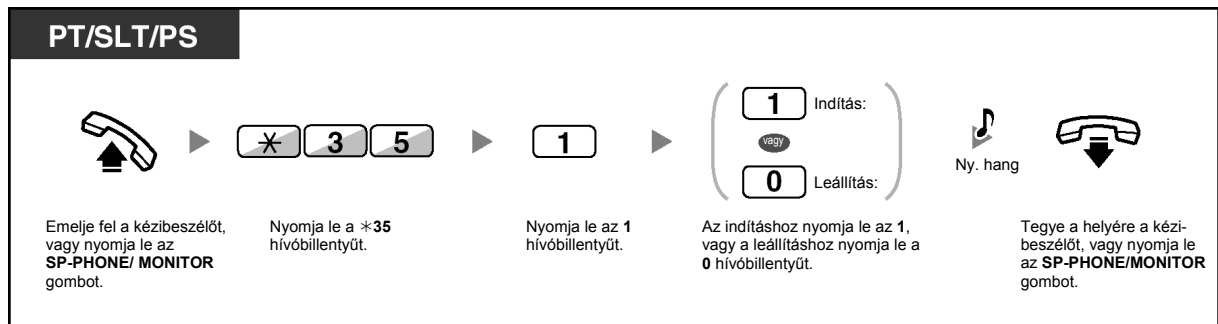 PT/SLT/PS
✳ 3 5
1
1 Indítás:
vagy
0 Leállítás:
Ny. hang
Emelje fel a kézibeszélőt,
vagy nyomja le az
SP-PHONE/ MONITOR
gombot.
Nyomja le a ✳35
hívóbillentyűt.
Nyomja le az 1
hívóbillentyűt.
Az indításhoz nyomja le az 1,
vagy a leállításhoz nyomja le a
0 hívóbillentyűt.
Tegye a helyére a kézi-
beszélőt, vagy nyomja le
az SP-PHONE/MONITOR
gombot.